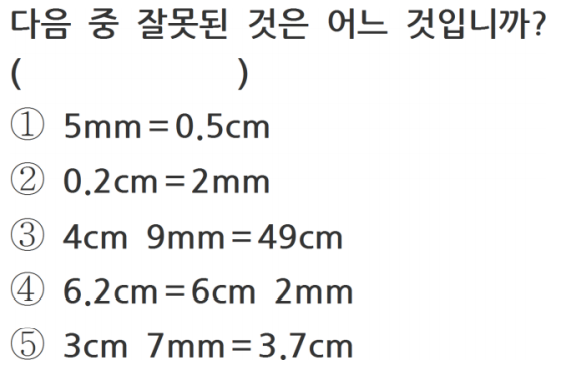 다음 중 잘못된 것은 어느 것입니까?
( )
① 5mm=0.5cm
② 0.2cm=2mm
③ 4cm 9mm=49cm
④ 6.2cm=6cm 2mm
⑤ 3cm 7mm=3.7cm